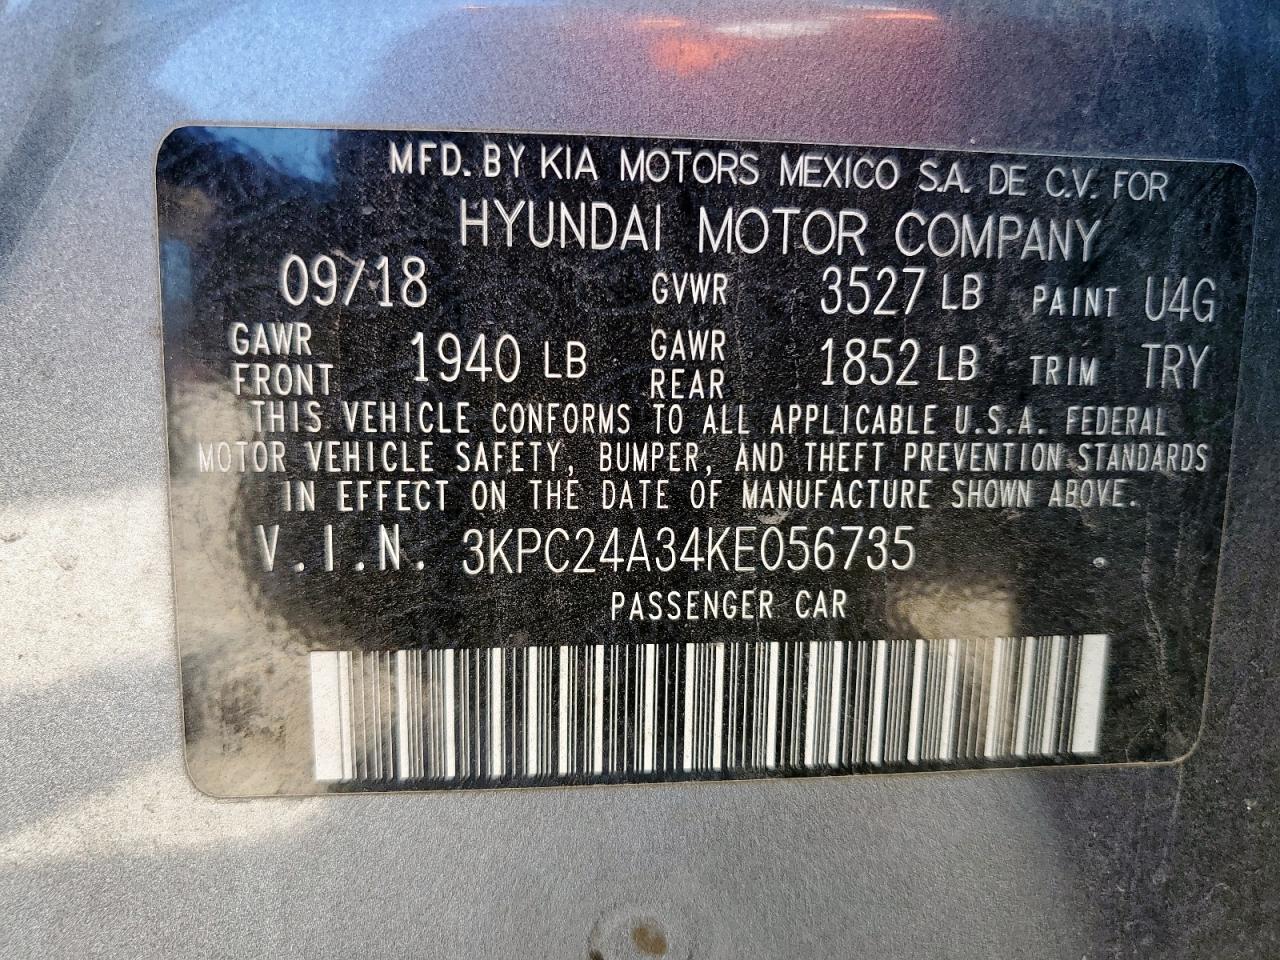 MFD. BY KIA MOTORS MEXICO S.A. DE C.V. FOR
HYUNDAI MOTOR COMPANY
09/18 GVWR 3527 LB PAINT U4G
GAWR FRONT 1940 LB GAWR REAR 1852 LB TRIM TRY
THIS VEHICLE CONFORMS TO ALL APPLICABLE U.S.A. FEDERAL
MOTOR VEHICLE SAFETY, BUMPER, AND THEFT PREVENTION STANDARDS
IN EFFECT ON THE DATE OF MANUFACTURE SHOWN ABOVE.
V.I.N. 3KPC24A34KE056735
PASSENGER CAR